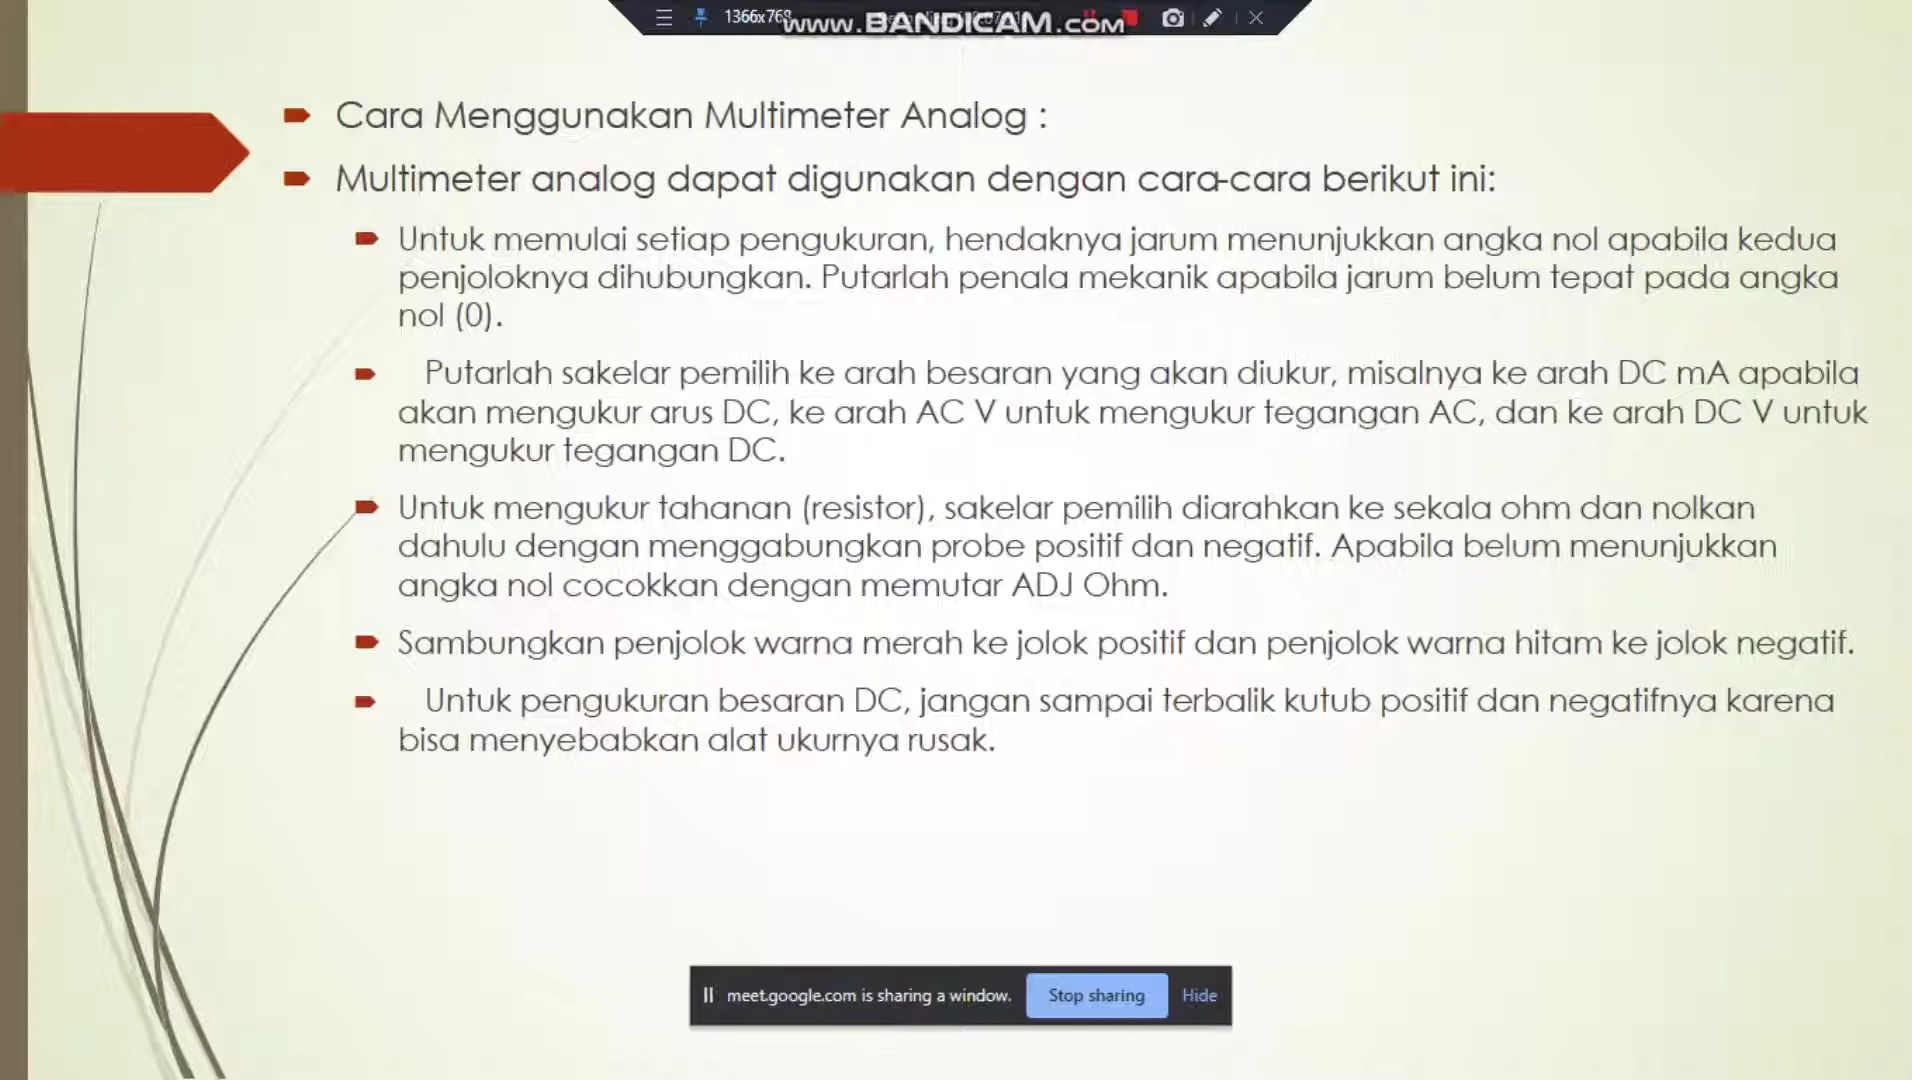 1366x768
www.BANDICAM.com
Cara Menggunakan Multimeter Analog :
Multimeter analog dapat digunakan dengan cara-cara berikut ini:
Untuk memulai setiap pengukuran, hendaknya jarum menunjukkan angka nol apabila kedua
penjoloknya dihubungkan. Putarlah penala mekanik apabila jarum belum tepat pada angka
nol (0).
Putarlah sakelar pemilih ke arah besaran yang akan diukur, misalnya ke arah DC mA apabila
akan mengukur arus DC, ke arah AC V untuk mengukur tegangan AC, dan ke arah DC V untuk
mengukur tegangan DC.
Untuk mengukur tahanan (resistor), sakelar pemilih diarahkan ke sekala ohm dan nolkan
dahulu dengan menggabungkan probe positif dan negatif. Apabila belum menunjukkan
angka nol cocokkan dengan memutar ADJ Ohm.
Sambungkan penjolok warna merah ke jolok positif dan penjolok warna hitam ke jolok negatif.
Untuk pengukuran besaran DC, jangan sampai terbalik kutub positif dan negatifnya karena
bisa menyebabkan alat ukurnya rusak.
meet.google.com is sharing a window. Stop sharing Hide